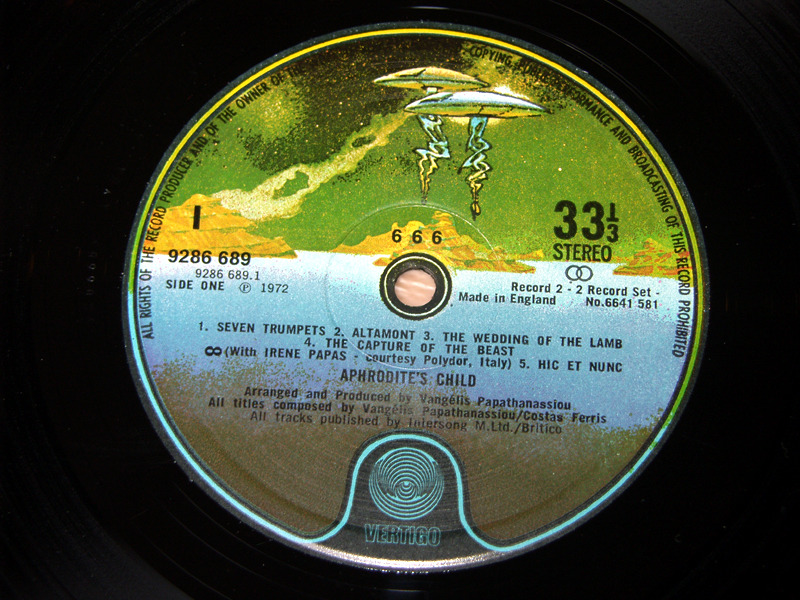 ALL RIGHTS OF THE RECORD PRODUCER AND OF THE OWNER OF THE
COPYING, PERFORMANCE AND BROADCASTING OF THIS RECORD PROHIBITED
I
33⅓
STEREO
6 6 6
9286 689
9286 689.1
SIDE ONE ℗ 1972
Record 2 - 2 Record Set -
Made in England No.6641 581
1. SEVEN TRUMPETS 2. ALTAMONT 3. THE WEDDING OF THE LAMB
4. THE CAPTURE OF THE BEAST
∞ (With IRENE PAPAS - courtesy Polydor, Italy) 5. HIC ET NUNC
APHRODITE'S CHILD
Arranged and Produced by Vangélis Papathanassiou
All titles composed by Vangélis Papathanassiou/Costas Ferris
All tracks published by Intersong M.Ltd./Britico
VERTIGO